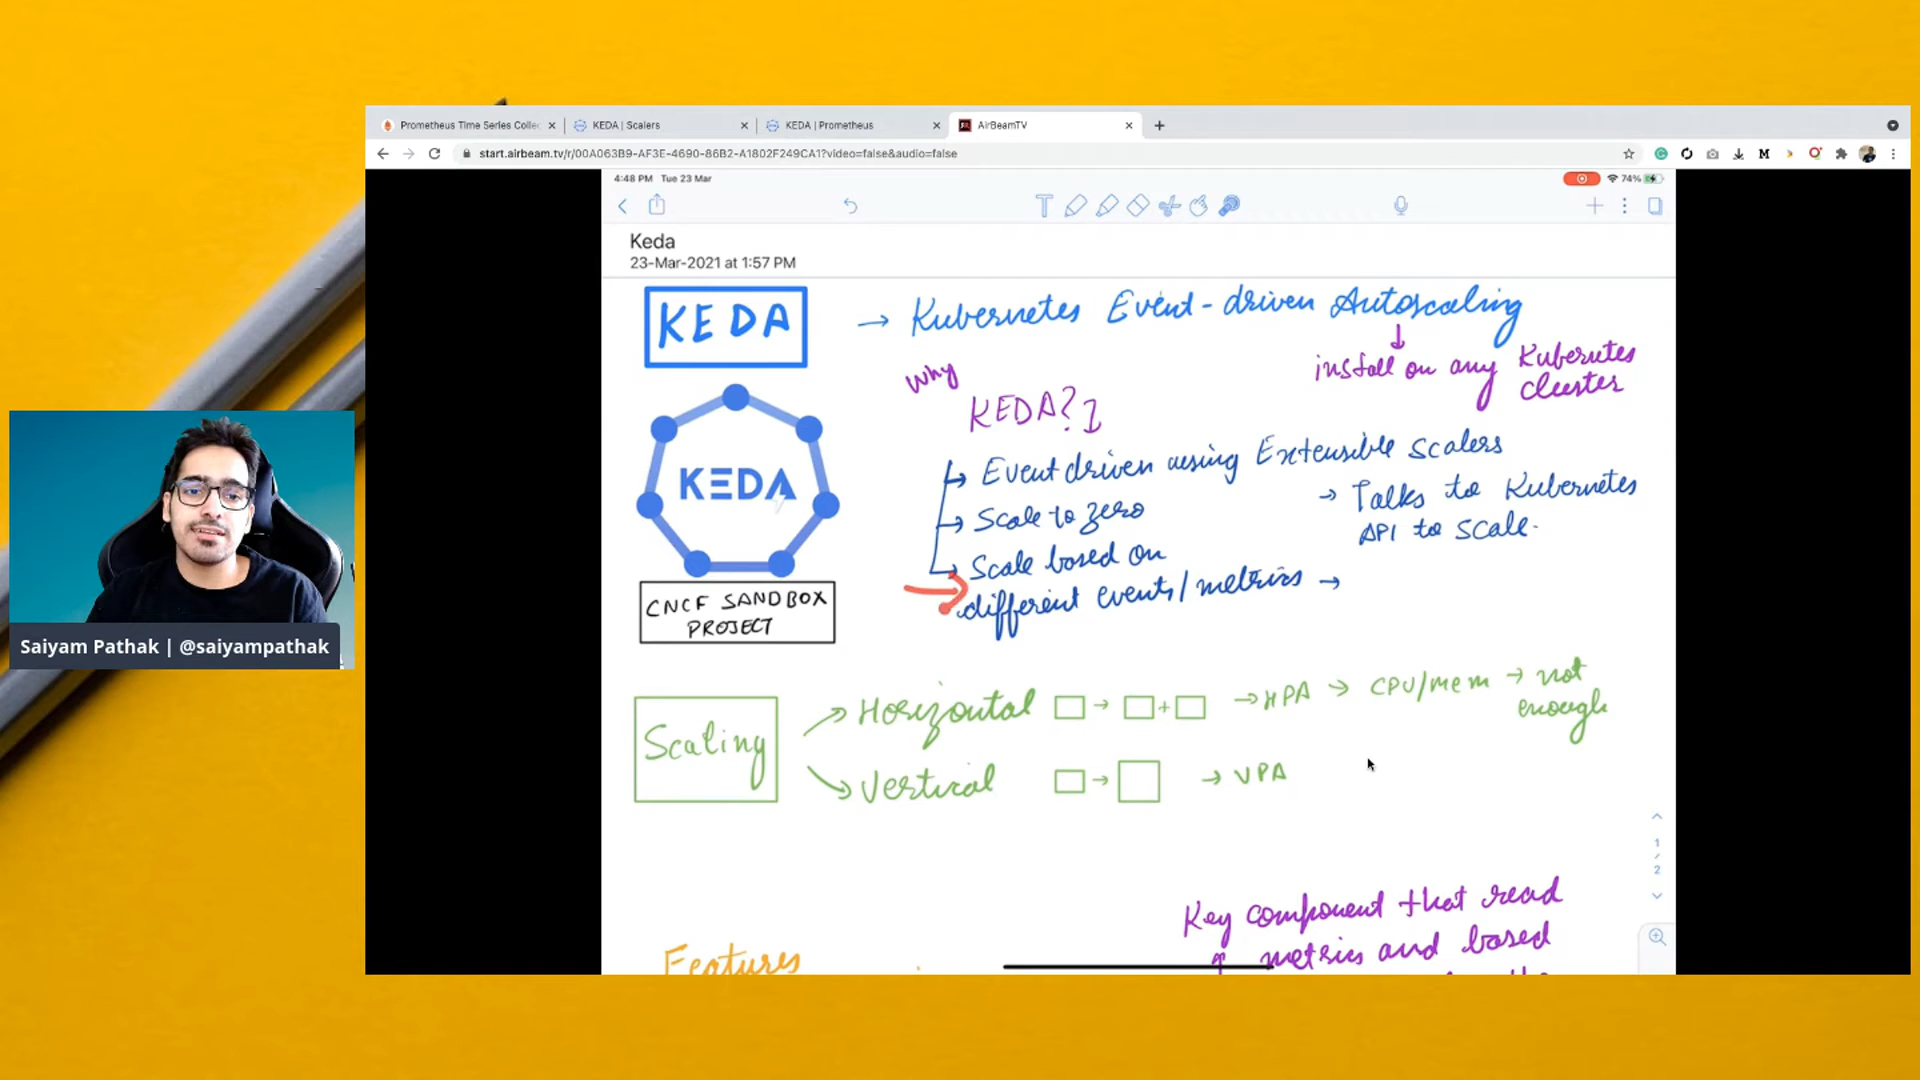 Prometheus Time Series Collec
KEDA | Scalers
KEDA | Prometheus
AirBeamTV
start.airbeam.tv/r/00A063B9-AF3E-4690-86B2-A1802F249CA1?video=false&audio=false
4:48 PM Tue 23 Mar
74%
Keda
23-Mar-2021 at 1:57 PM
KEDA → Kubernetes Event-driven Autoscaling
install on any Kubernetes
cluster
Why
KEDA?
Event driven using Extensible Scalers
Scale to zero
→ Talks to Kubernetes
API to scale.
Scale based on
different events/metrics →
KEDA
CNCF SANDBOX
PROJECT
Scaling
Horizontal → + → HPA → CPU/mem → not
enough
Vertical → → VPA
1
/
2
Key component that read
metrics and based
Features
Saiyam Pathak | @saiyampathak